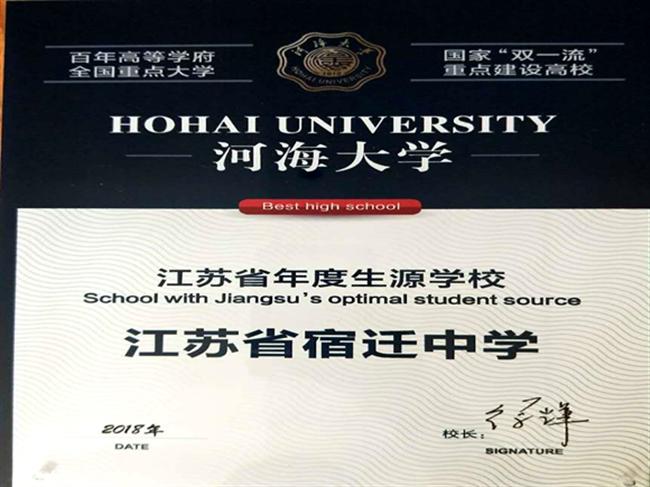 百年高等学府
全国重点大学
HOHAI UNIVERSITY
国家“双一流”
重点建设高校
HOHAI UNIVERSITY
河海大学
Best high school
江苏省年度生源学校
School with Jiangsu's optimal student source
江苏省宿迁中学
2018年
DATE
校长：
SIGNATURE